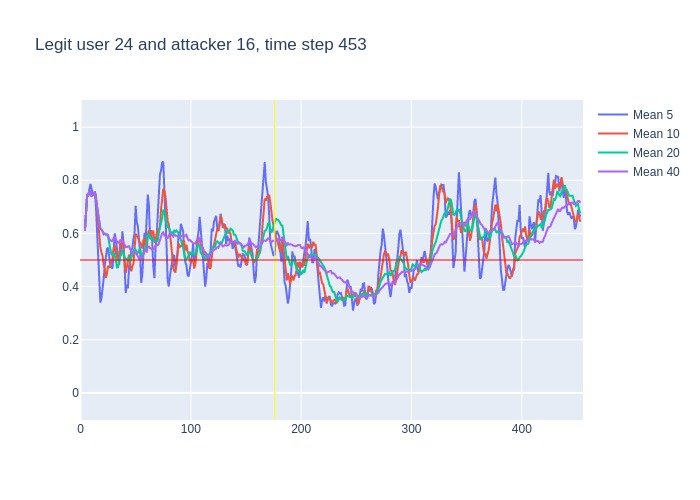 Legit user 24 and attacker 16, time step 453
Mean 5
Mean 10
Mean 20
Mean 40
1
0.8
0.6
0.4
0.2
0
0 100 200 300 400